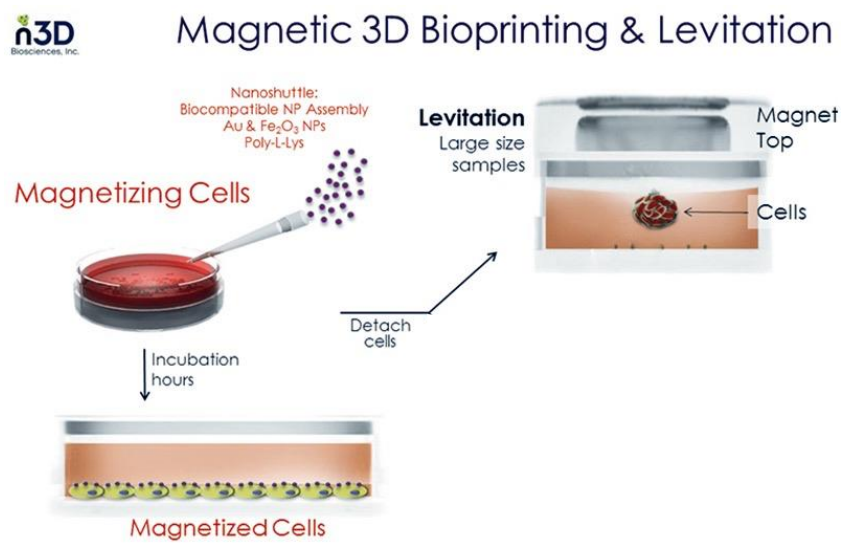 n3D
Biosciences, Inc.
Magnetic 3D Bioprinting & Levitation
Nanoshuttle:
Biocompatible NP Assembly
Au & Fe₂O₃ NPs
Poly-L-Lys
Magnetizing Cells
Levitation
Large size
samples
Magnet
Top
Cells
Detach
cells
Incubation
hours
Magnetized Cells